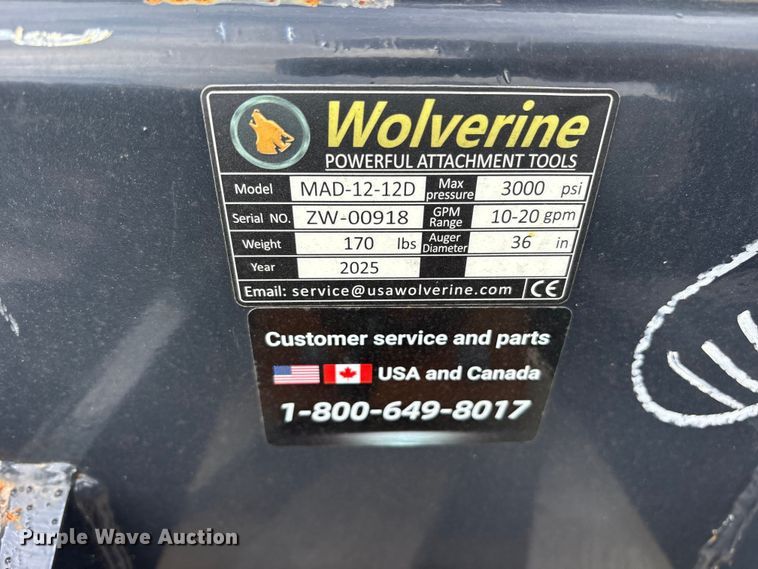 Wolverine
POWERFUL ATTACHMENT TOOLS
Model MAD-12-12D Max pressure 3000 psi
Serial NO. ZW-00918 GPM Range 10-20 gpm
Weight 170 lbs Auger Diameter 36 in
Year 2025
Email: service@usawolverine.com CE
Customer service and parts
USA and Canada
1-800-649-8017
Purple Wave Auction